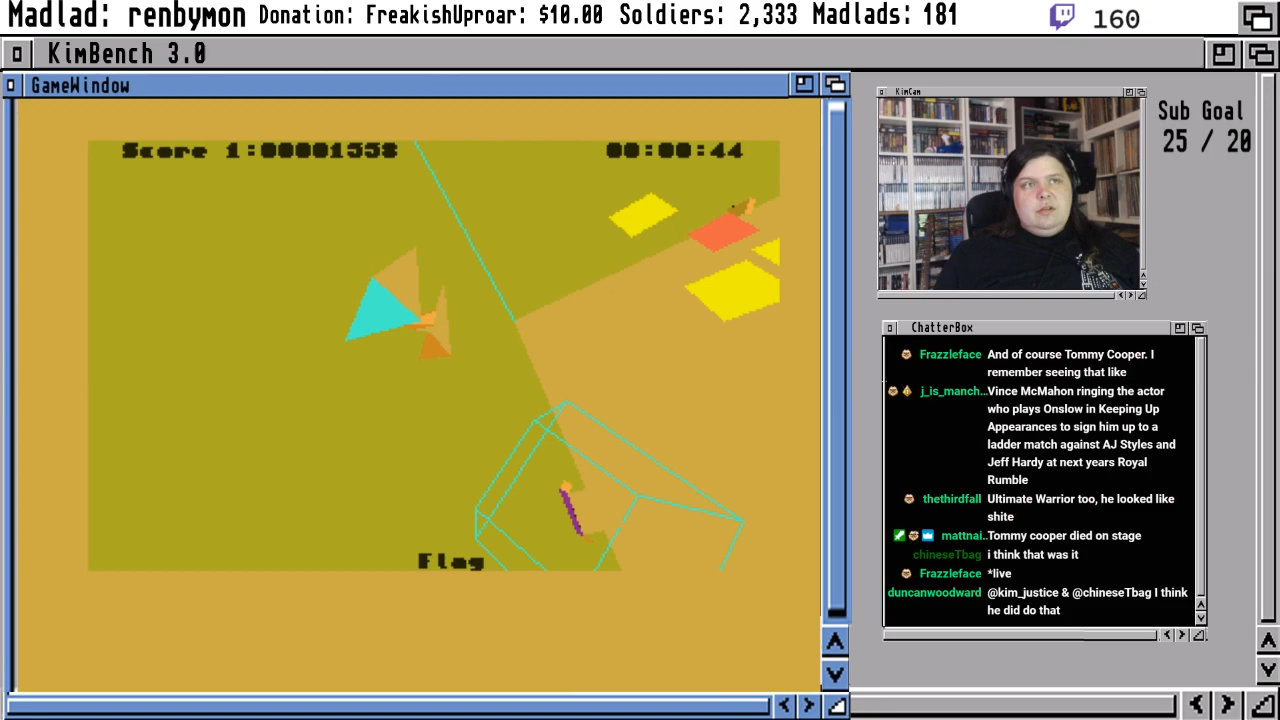 Madlad: renbymon Donation: FreakishUproar: $10.00 Soldiers: 2,333 Madlads: 181 160
KimBench 3.0
GameWindow
Score 1:00001558 00:00:44
Flag
KimCam
Sub Goal
25 / 20
ChatterBox
Frazzleface And of course Tommy Cooper. I
remember seeing that like
j_is_manch... Vince McMahon ringing the actor
who plays Onslow in Keeping Up
Appearances to sign him up to a
ladder match against AJ Styles and
Jeff Hardy at next years Royal
Rumble
thethirdfall Ultimate Warrior too, he looked like
shite
mattnai.. Tommy cooper died on stage
chineseTbag i think that was it
Frazzleface *live
duncanwoodward @kim_justice & @chineseTbag I think
he did do that